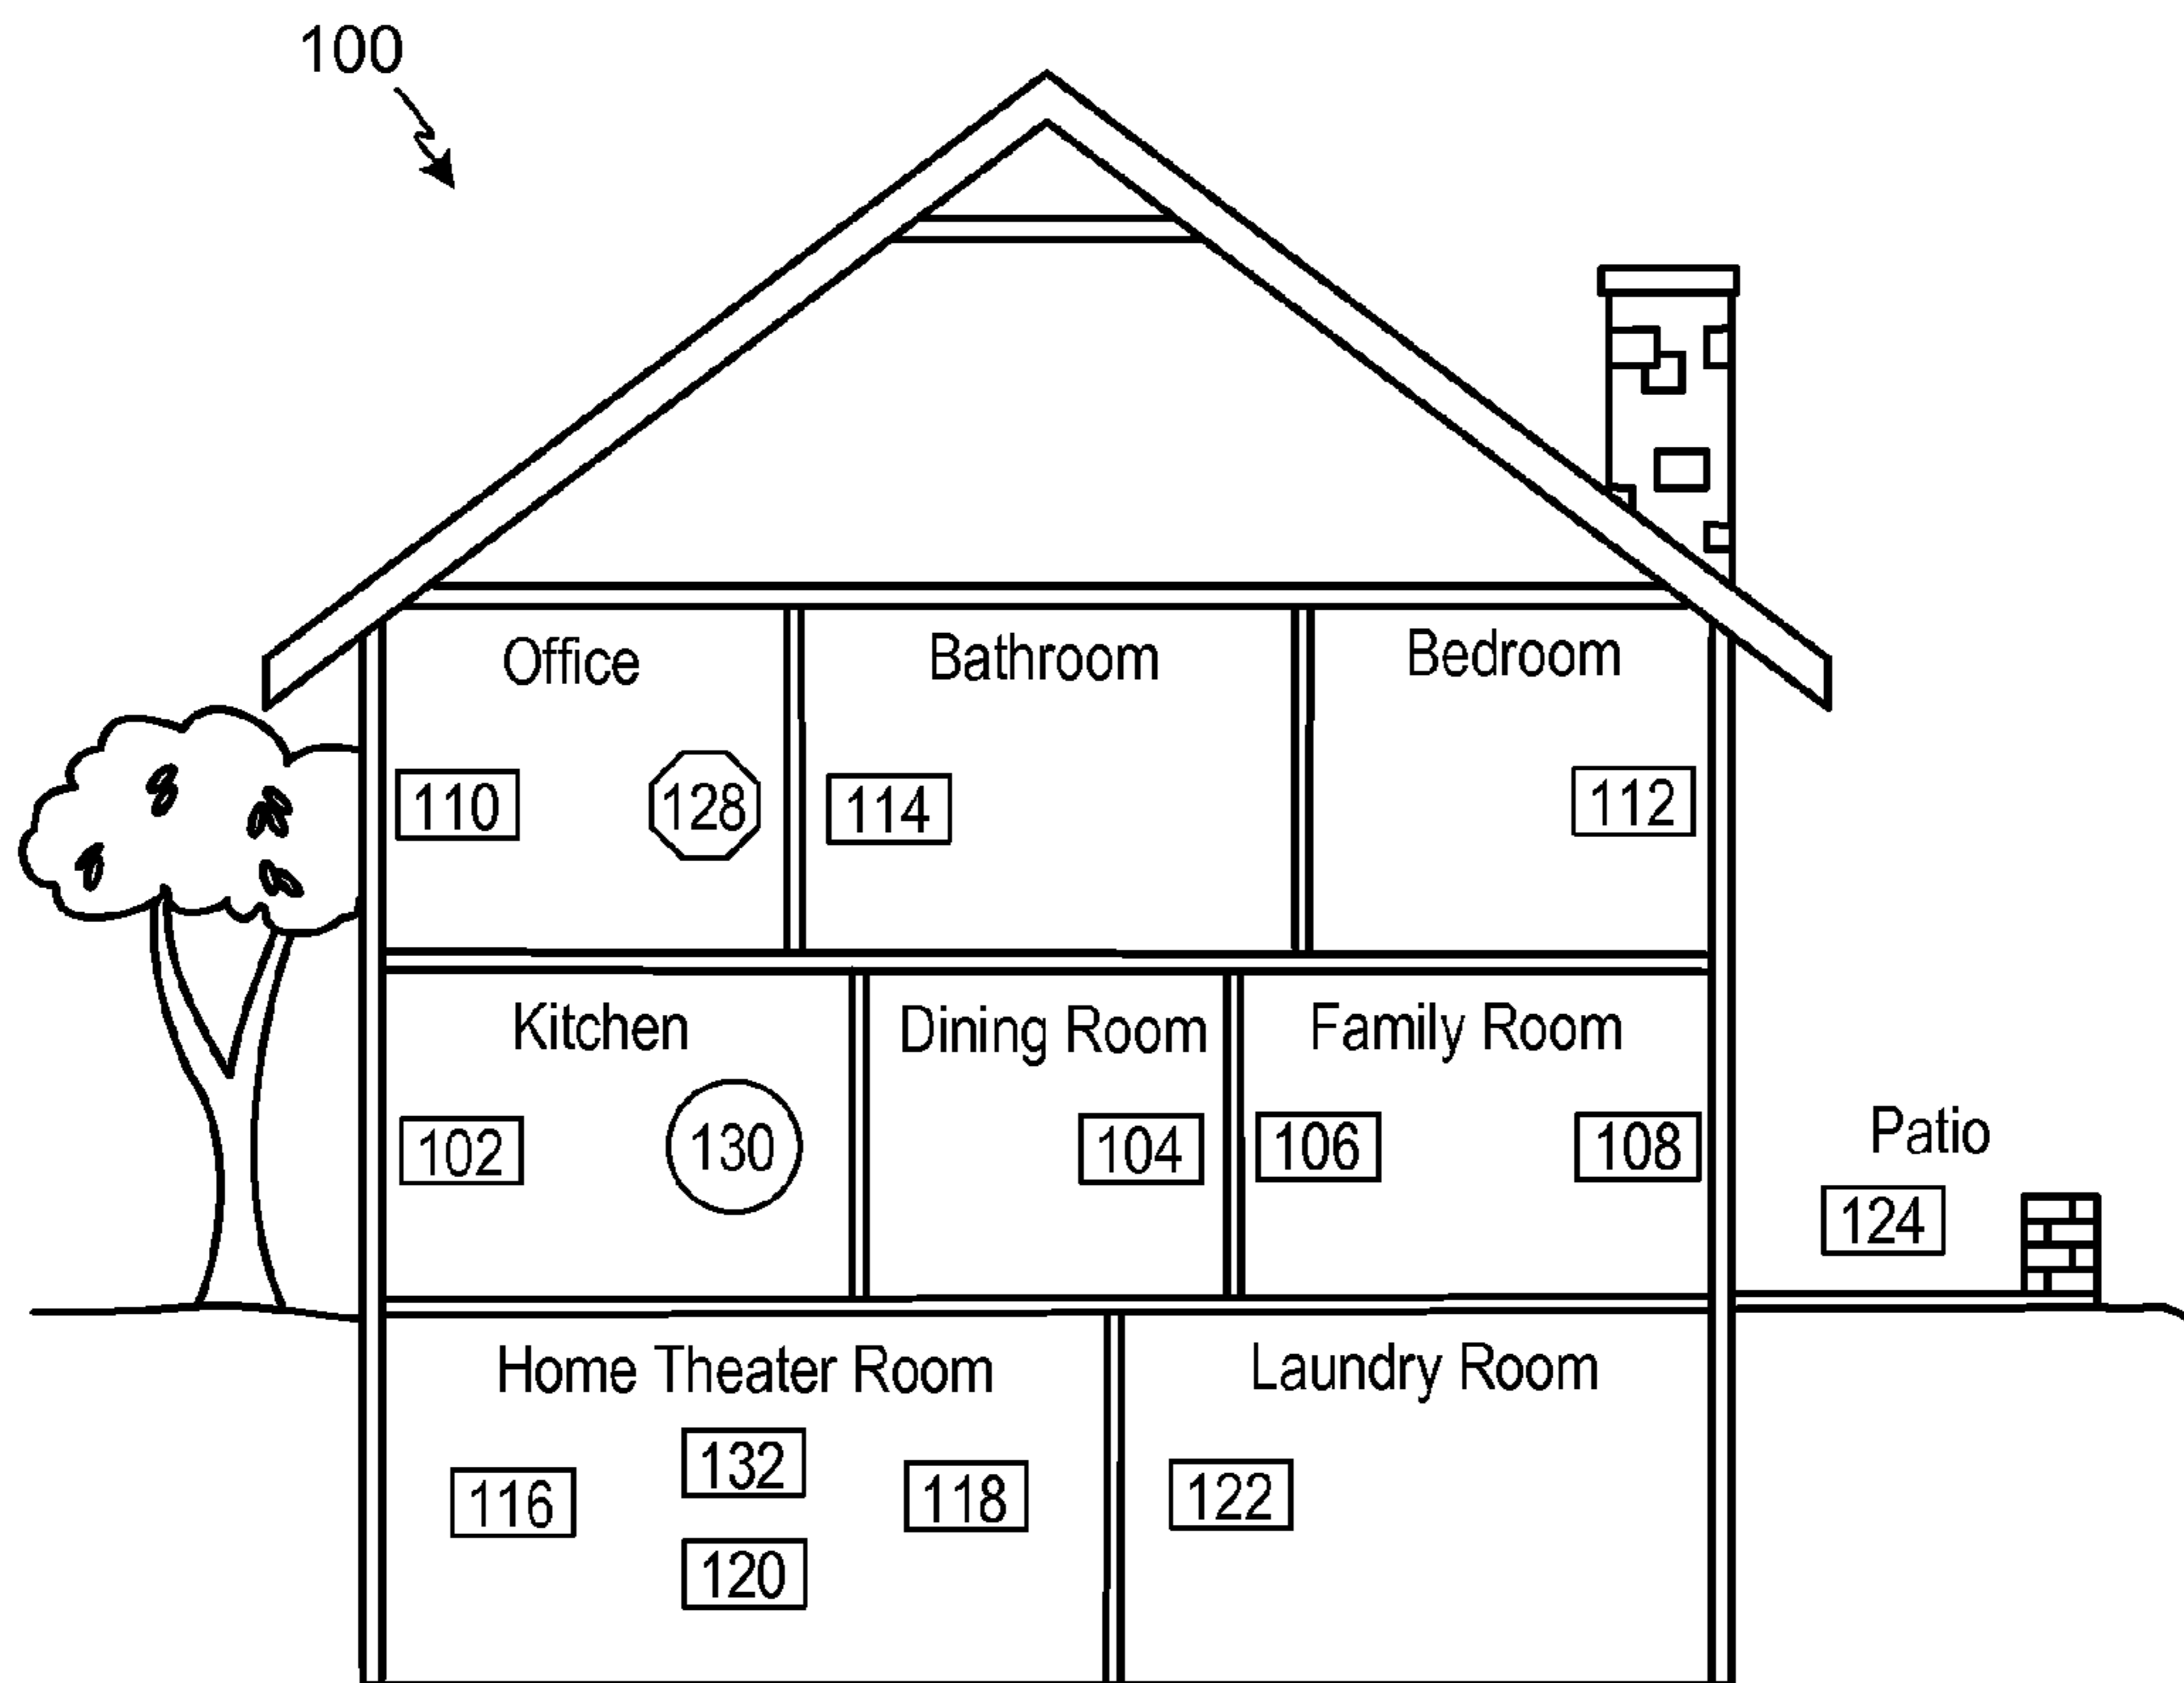 100
Office Bathroom Bedroom
110 128 114 112
Kitchen Dining Room Family Room
Patio
102 130 104 106 108
124
Home Theater Room Laundry Room
132
116 118 122
120